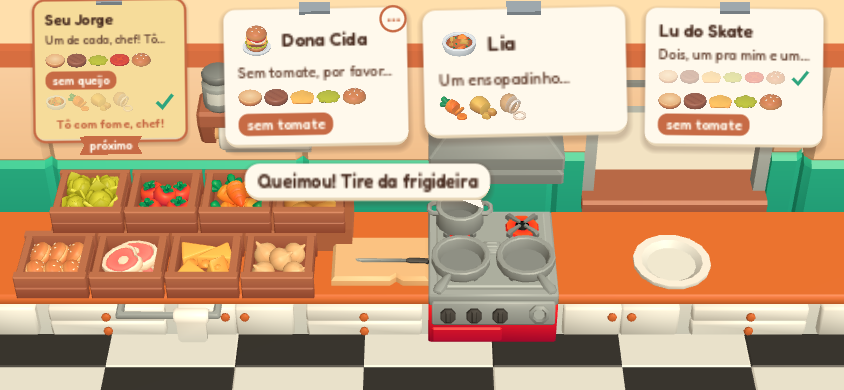 Seu Jorge
Um de cada, chef! Tô...
sem queijo
Tô com fome, chef!
próximo
Dona Cida
Sem tomate, por favor...
sem tomate
Lia
Um ensopadinho...
Lu do Skate
Dois, um pra mim e um...
sem tomate
Queimou! Tire da frigideira